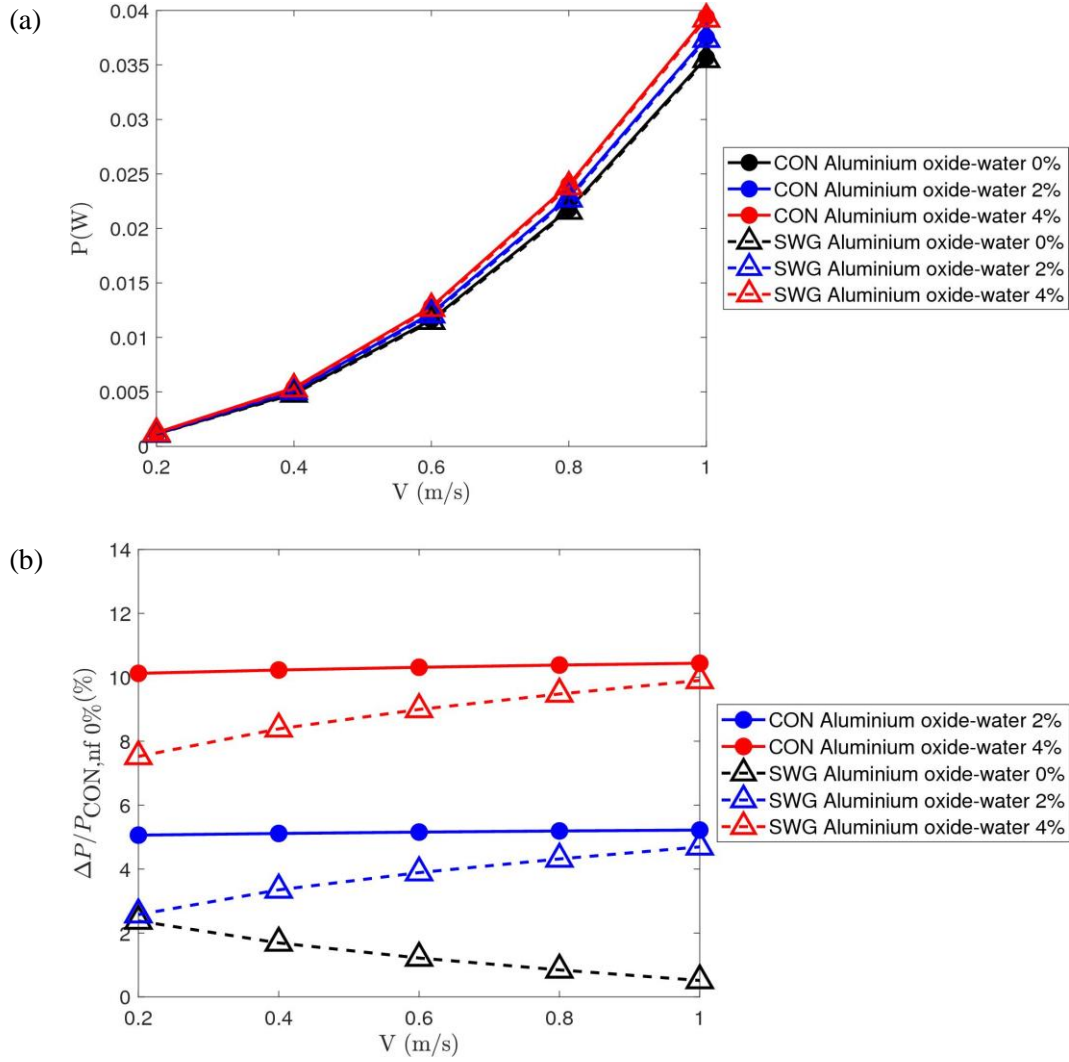 (a)
0.04
0.035
0.03
0.025
0.02
0.015
0.01
0.005
0
P(W)
0.2 0.4 0.6 0.8 1
V (m/s)
CON Aluminium oxide-water 0%
CON Aluminium oxide-water 2%
CON Aluminium oxide-water 4%
SWG Aluminium oxide-water 0%
SWG Aluminium oxide-water 2%
SWG Aluminium oxide-water 4%
(b)
14
12
10
8
6
4
2
0
ΔP/P_CON,nf 0%(%)
0.2 0.4 0.6 0.8 1
V (m/s)
CON Aluminium oxide-water 2%
CON Aluminium oxide-water 4%
SWG Aluminium oxide-water 0%
SWG Aluminium oxide-water 2%
SWG Aluminium oxide-water 4%